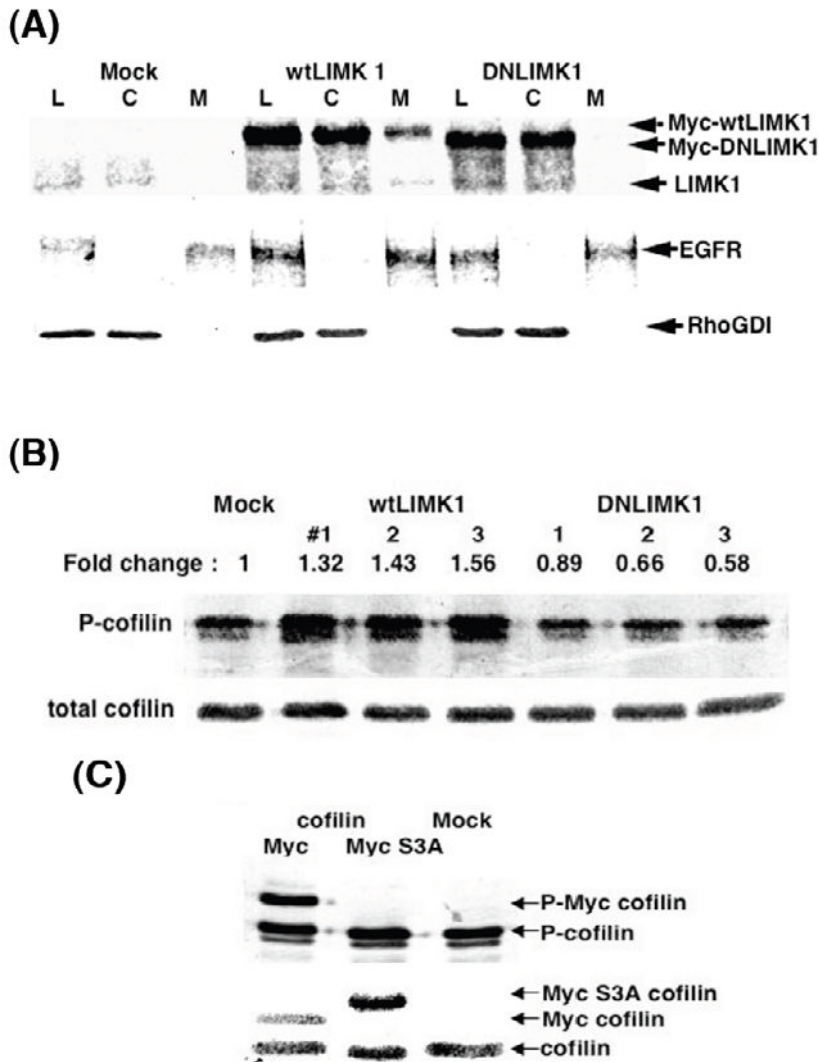 (A)
Mock wtLIMK 1 DNLIMK1
L C M L C M L C M
Myc-wtLIMK1
Myc-DNLIMK1
LIMK1
EGFR
RhoGDI
(B)
Mock wtLIMK1 DNLIMK1
#1 2 3 1 2 3
Fold change : 1 1.32 1.43 1.56 0.89 0.66 0.58
P-cofilin
total cofilin
(C)
cofilin Mock
Myc Myc S3A
P-Myc cofilin
P-cofilin
Myc S3A cofilin
Myc cofilin
cofilin